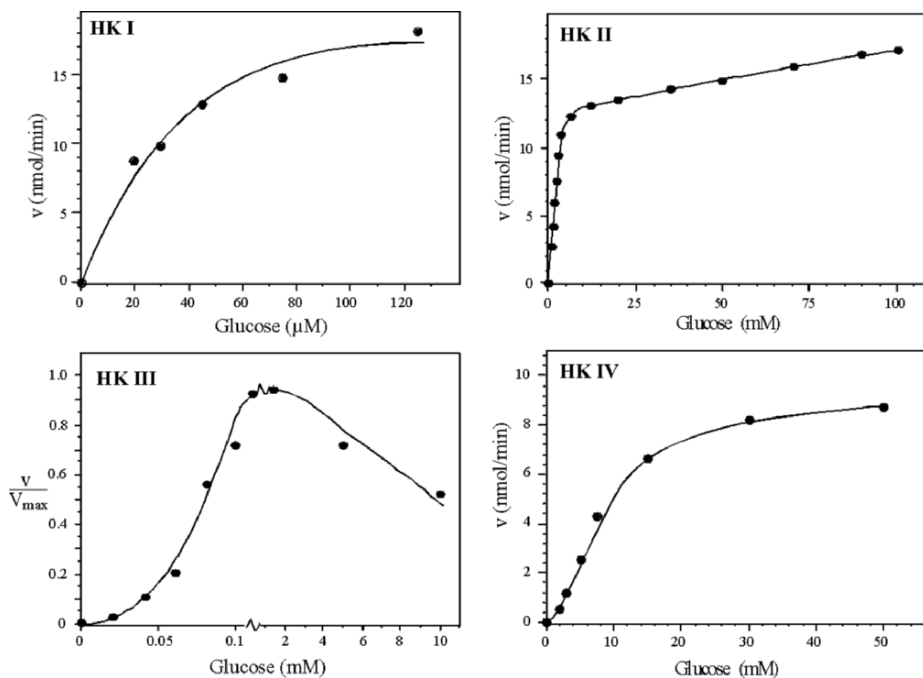 HK I
15
10
5
0
v (nmol/min)
0 20 40 60 80 100 120
Glucose (µM)
HK II
20
15
10
5
0
v (nmol/min)
0 25 50 75 100
Glucose (mM)
HK III
1.0
0.8
0.6
0.4
0.2
0
v
Vmax
0 0.05 0.1 2 4 6 8 10
Glucose (mM)
HK IV
10
8
6
4
2
0
v (nmol/min)
0 10 20 30 40 50
Glucose (mM)